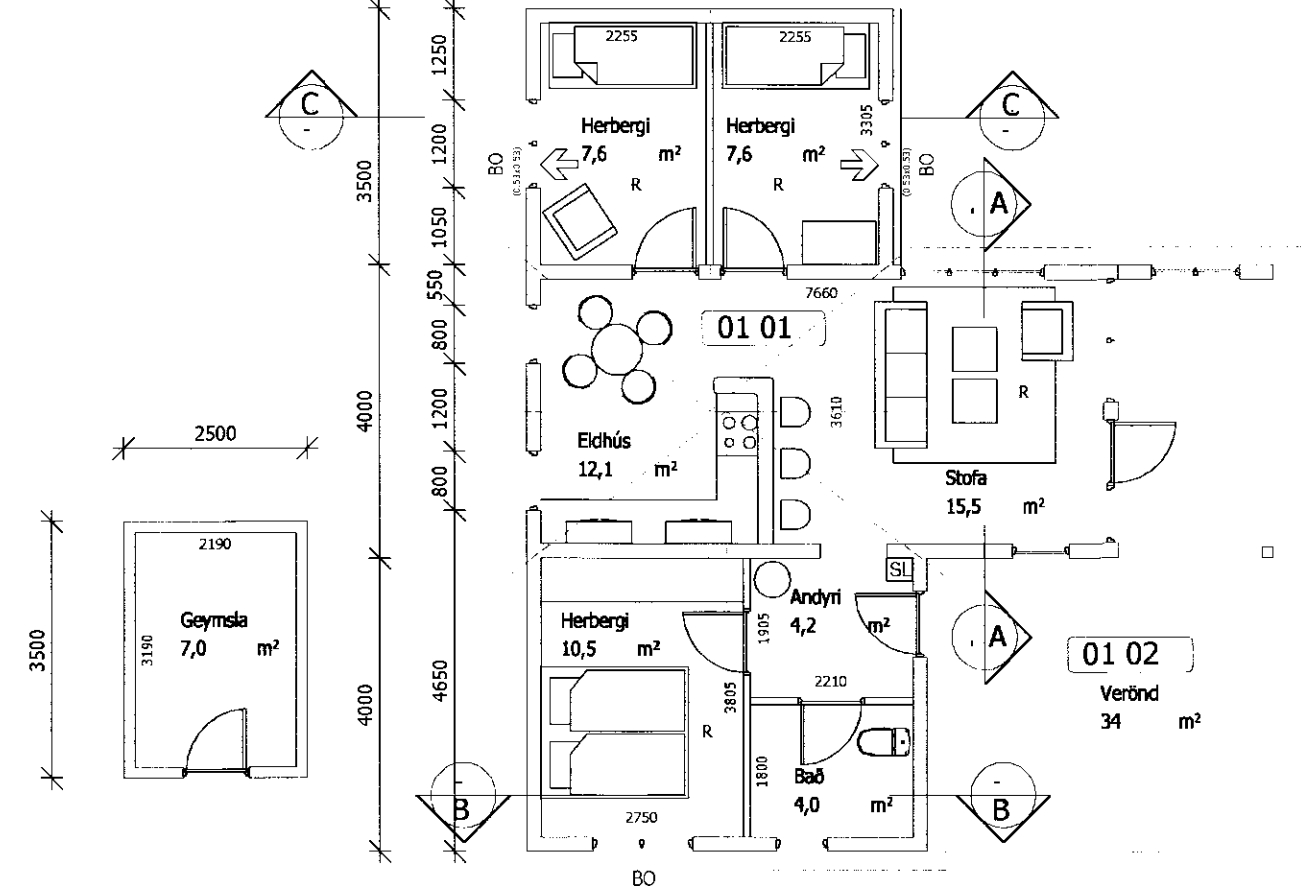 2255
2255
1250
C
-
C
-
Herbergi
7,6 m²
R
Herbergi
7,6 m²
R
3305
BO
(0.53x0.53)
BO
(0.53x0.53)
1200
3500
1050
A
550
7660
01 01
800
R
3610
1200
4000
2500
Eldhús
12,1 m²
Stofa
15,5 m²
800
2190
SL
Geymsla
7,0 m²
3190
3500
Herbergi
10,5 m²
Andyri
4,2 m²
1905
A
01 02
Verönd
34 m²
4650
4000
2210
3805
R
1800
Bað
4,0 m²
-
B
-
B
2750
BO